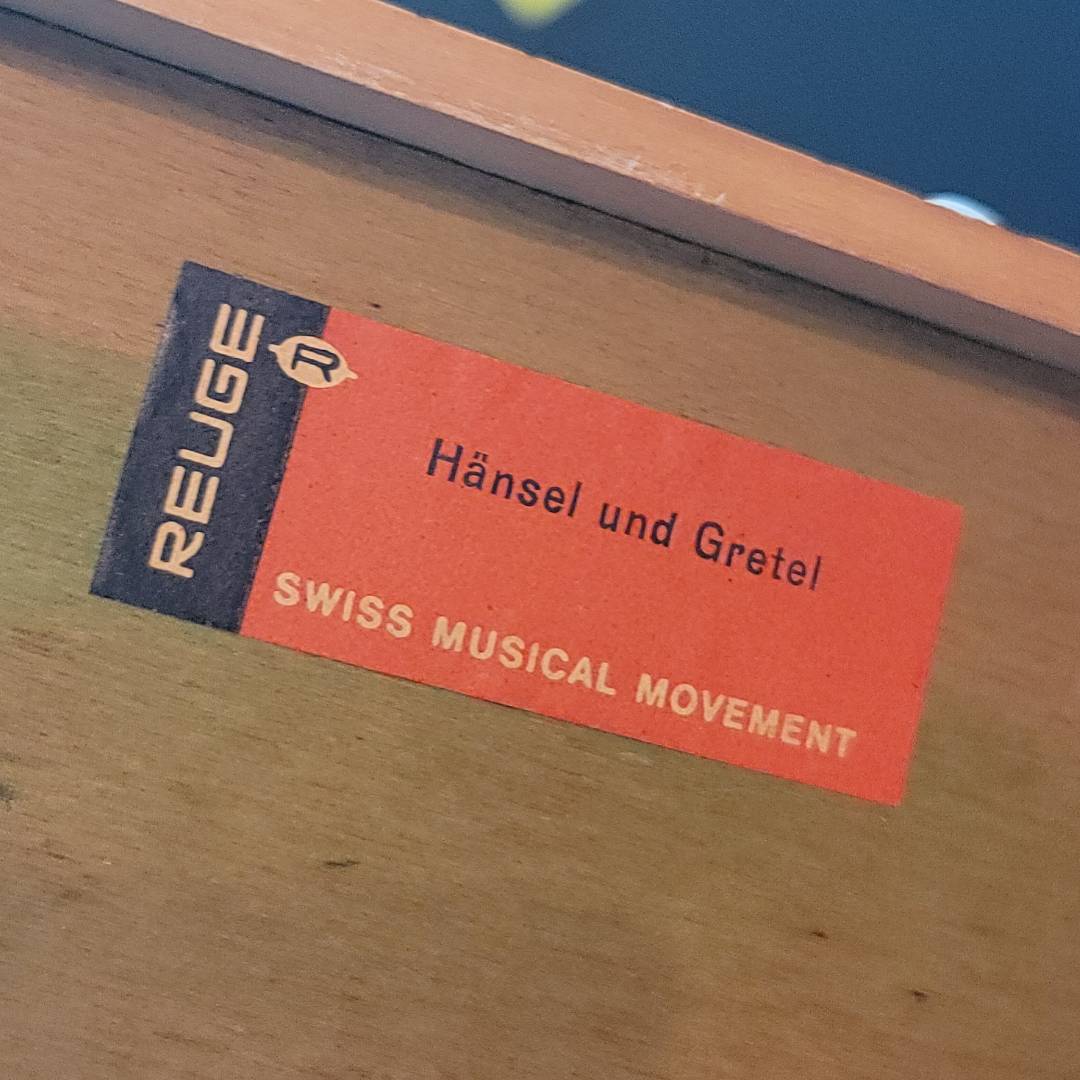 REUGE
R
Hänsel und Gretel
SWISS MUSICAL MOVEMENT